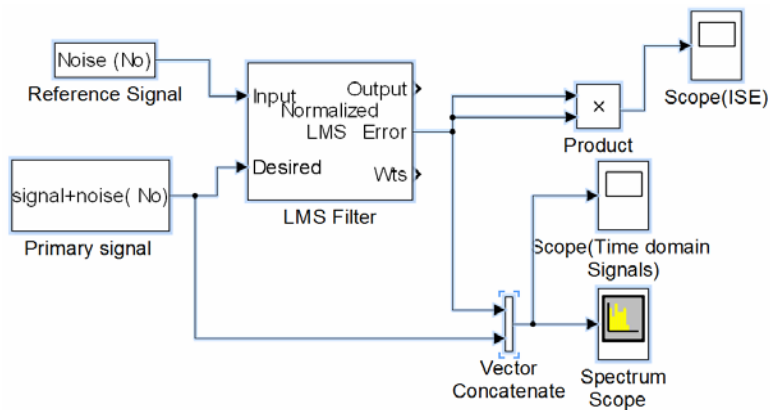 Noise (No)
Reference Signal
Input
Normalized
LMS
Output
Error
Desired
Wts
LMS Filter
signal+noise( No)
Primary signal
×
Product
Scope(ISE)
Scope(Time domain
Signals)
Vector
Concatenate
Spectrum
Scope